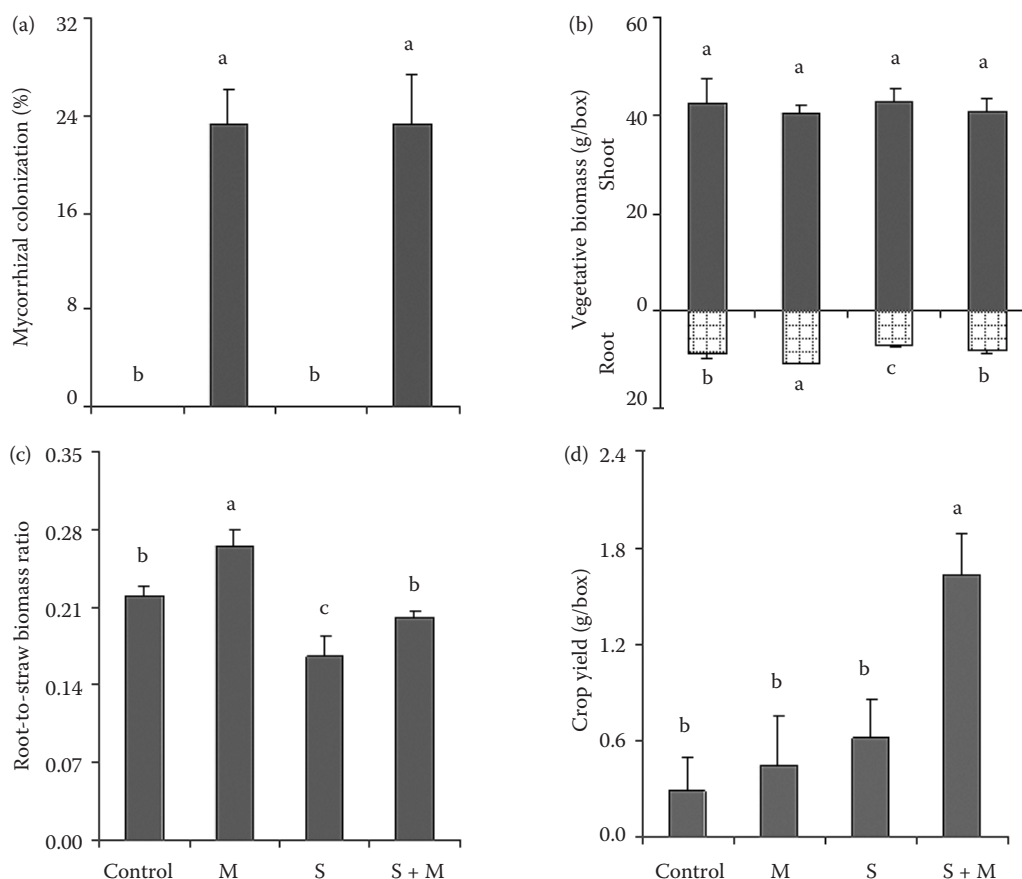 (a)
Mycorrhizal colonization (%)
32
24
16
8
0
b
a
b
a
(b)
Vegetative biomass (g/box)
Root Shoot
60
40
20
0
20
a
a
a
a
b
a
c
b
(c)
Root-to-straw biomass ratio
0.35
0.28
0.21
0.14
0.07
0.00
b
a
c
b
Control M S S + M
(d)
Crop yield (g/box)
2.4
1.8
1.2
0.6
0.0
b
b
b
a
Control M S S + M